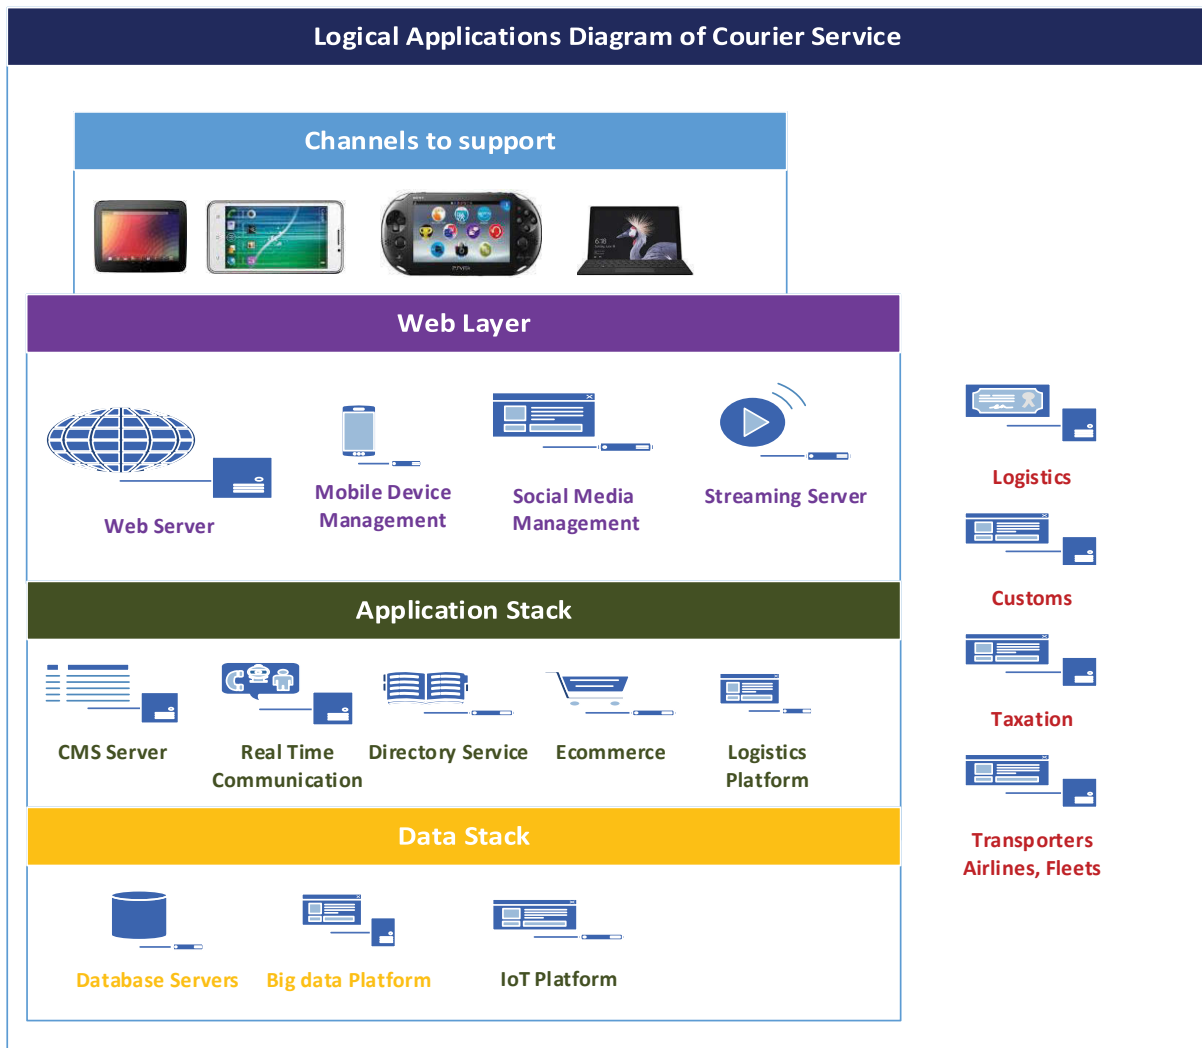 Logical Applications Diagram of Courier Service
Channels to support
6:18
Web Layer
Web Server
Mobile Device
Management
Social Media
Management
Streaming Server
Application Stack
CMS Server
Real Time
Communication
Directory Service
Ecommerce
Logistics
Platform
Data Stack
Database Servers
Big data Platform
IoT Platform
Logistics
Customs
Taxation
Transporters
Airlines, Fleets